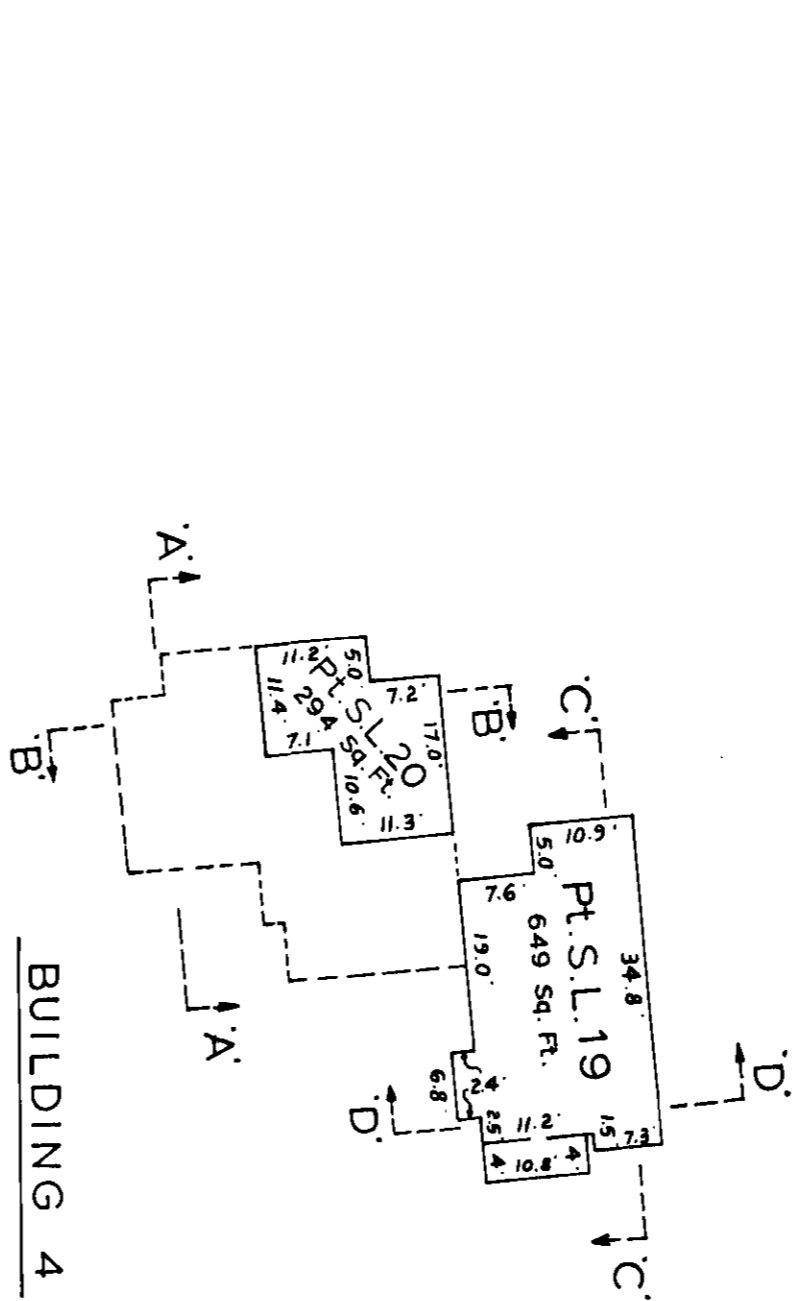 'A'
'B'
11.2'
5.0
7.2'
17.0'
11.4
7.1
10.6
11.3'
Pt. S.L. 20
294 Sq. Ft.
'B'
'C'
10.9'
5.0
7.6
34.8'
19.0'
Pt. S.L. 19
649 Sq. Ft.
'A'
'D'
6.8'
2.4'
2.5'
11.2'
1.5'
7.3'
4'
10.8'
4'
'D'
'C'
BUILDING 4